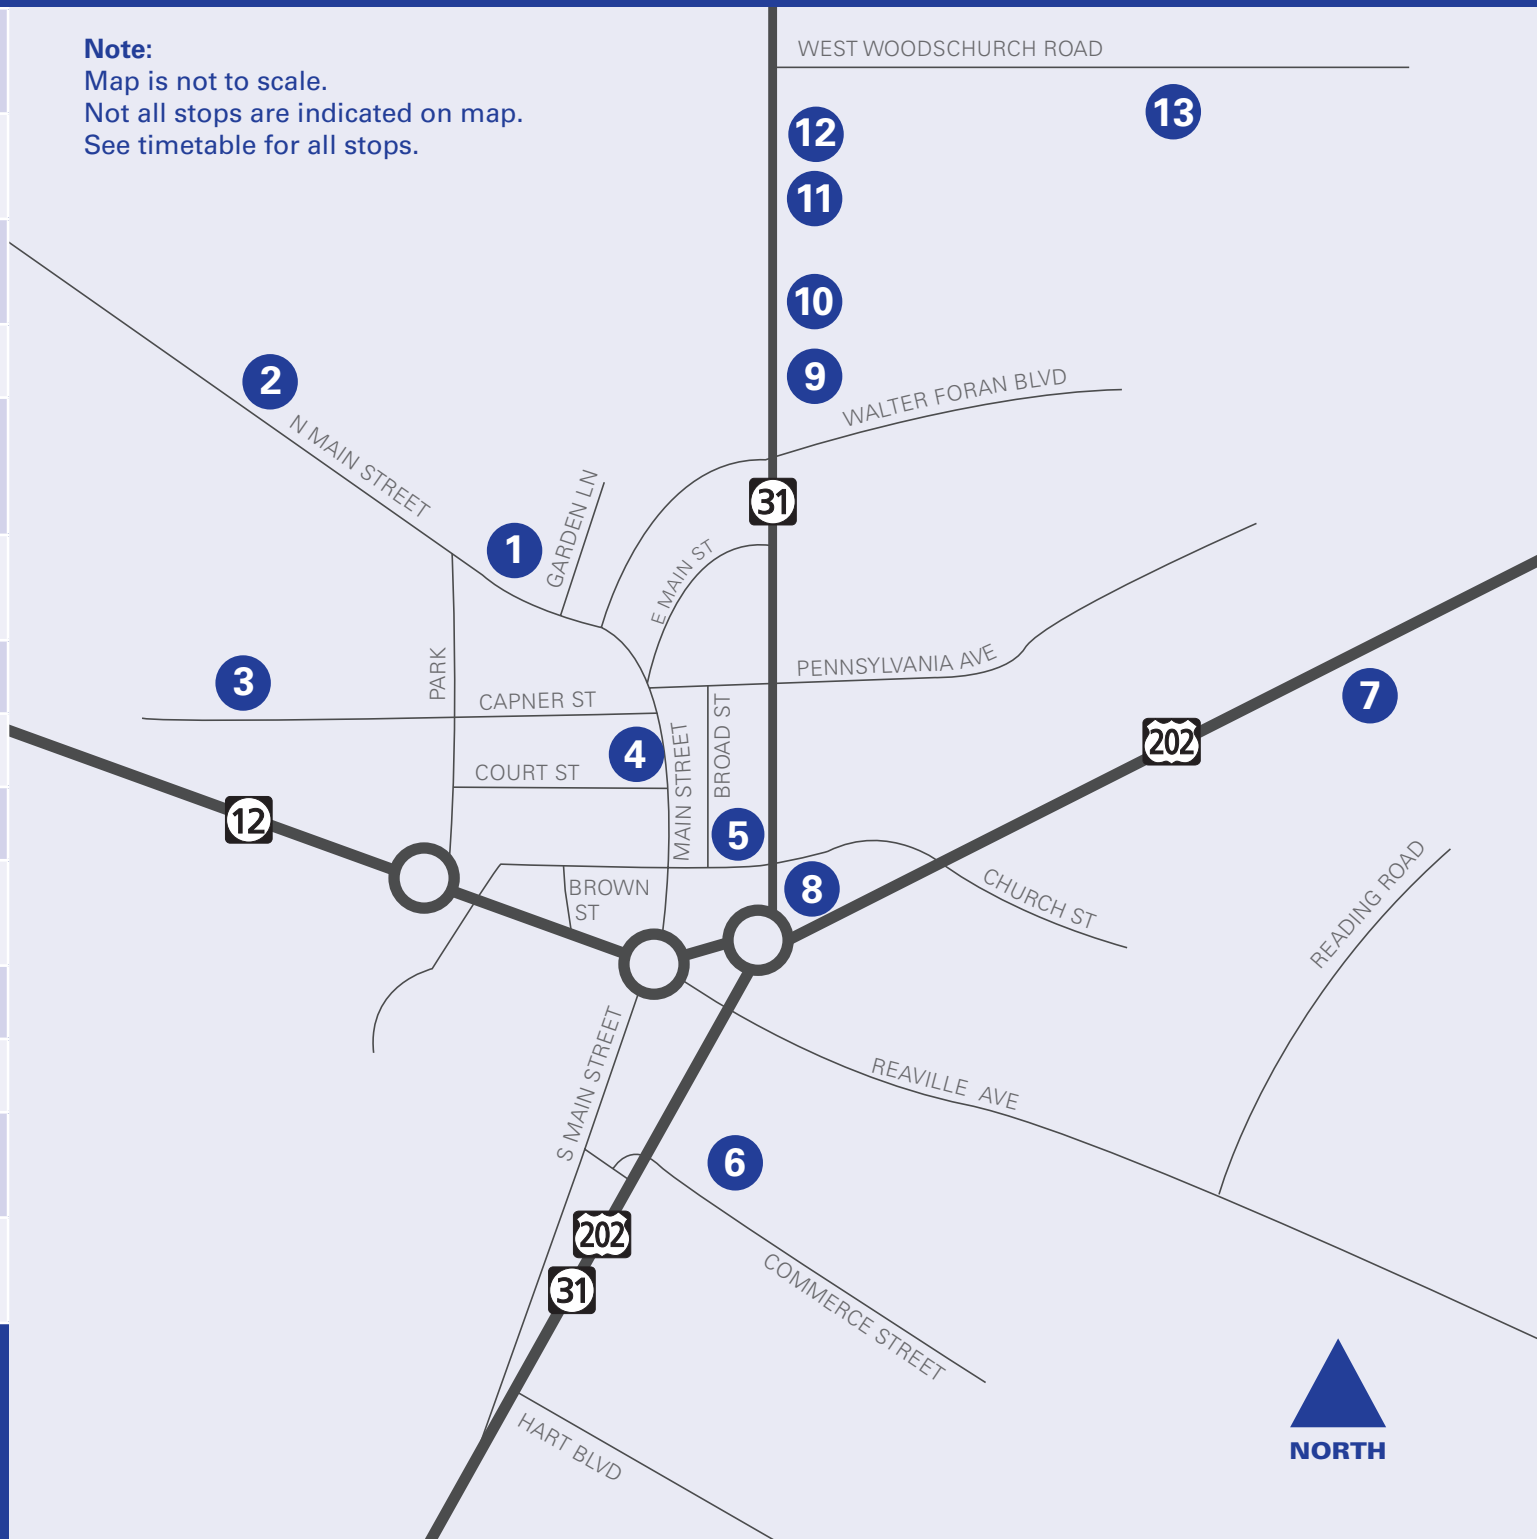 Note:
Map is not to scale.
Not all stops are indicated on map.
See timetable for all stops.
WEST WOODSCHURCH ROAD
13
12
11
10
9
WALTER FORAN BLVD
2
N MAIN STREET
31
GARDEN LN
1
E MAIN ST
PENNSYLVANIA AVE
3
PARK
CAPNER ST
7
202
4
MAIN STREET
BROAD ST
COURT ST
12
5
8
BROWN
ST
CHURCH ST
READING ROAD
S MAIN STREET
REAVILLE AVE
6
202
31
COMMERCE STREET
HART BLVD
NORTH